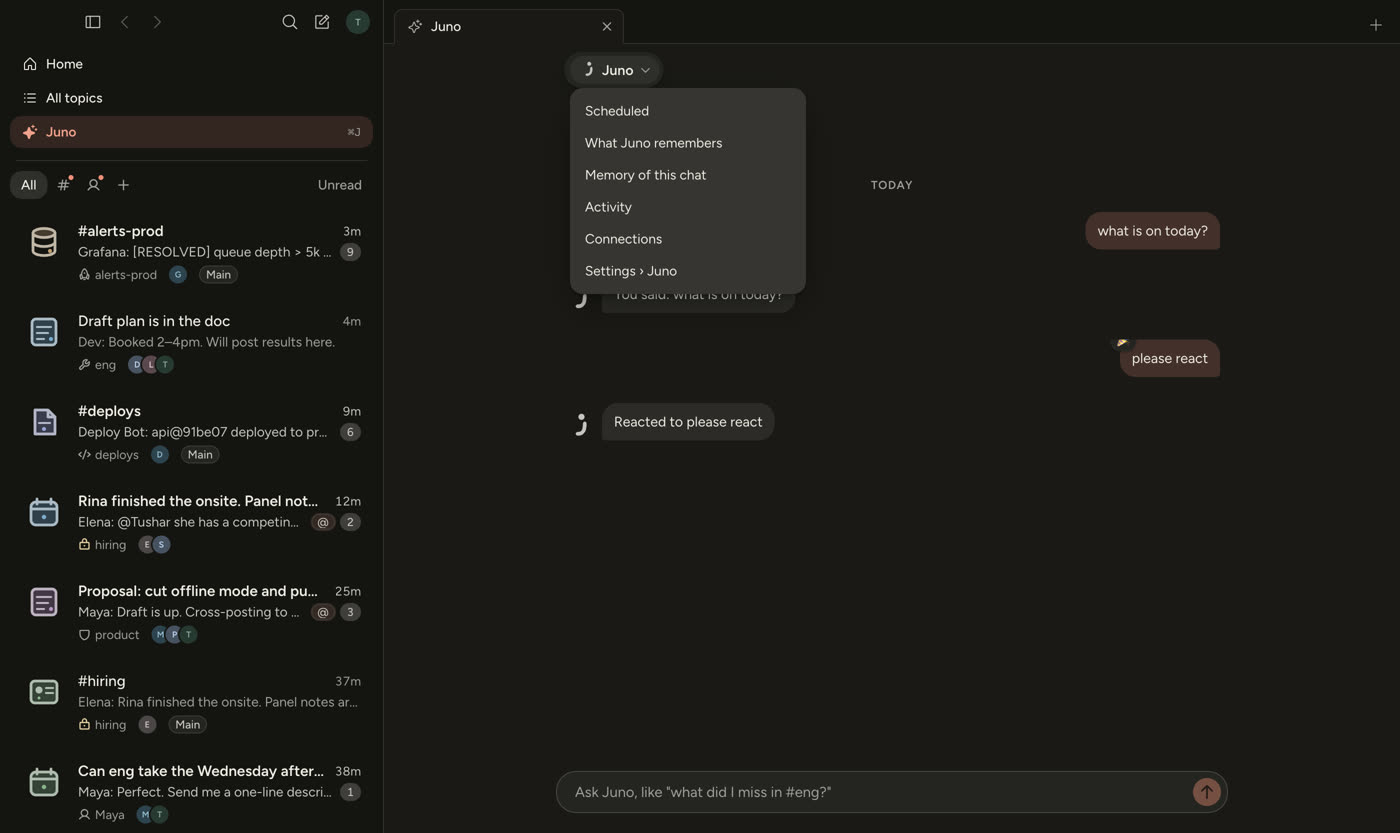 T
Juno
Home
All topics
Juno
⌘J
All
Unread
#alerts-prod
3m
Grafana: [RESOLVED] queue depth > 5k ...
9
alerts-prod
G
Main
Draft plan is in the doc
4m
Dev: Booked 2–4pm. Will post results here.
eng
D L T
#deploys
9m
Deploy Bot: api@91be07 deployed to pr...
6
deploys
D
Main
Rina finished the onsite. Panel not...
12m
Elena: @Tushar she has a competin...
@
2
hiring
E S
Proposal: cut offline mode and pu...
25m
Maya: Draft is up. Cross-posting to ...
@
3
product
M P T
#hiring
37m
Elena: Rina finished the onsite. Panel notes ar...
hiring
E
Main
Can eng take the Wednesday after...
38m
Maya: Perfect. Send me a one-line descri...
1
Maya
M T
Juno
Scheduled
What Juno remembers
Memory of this chat
Activity
Connections
Settings › Juno
TODAY
what is on today?
You said: what is on today?
please react
Reacted to please react
Ask Juno, like "what did I miss in #eng?"